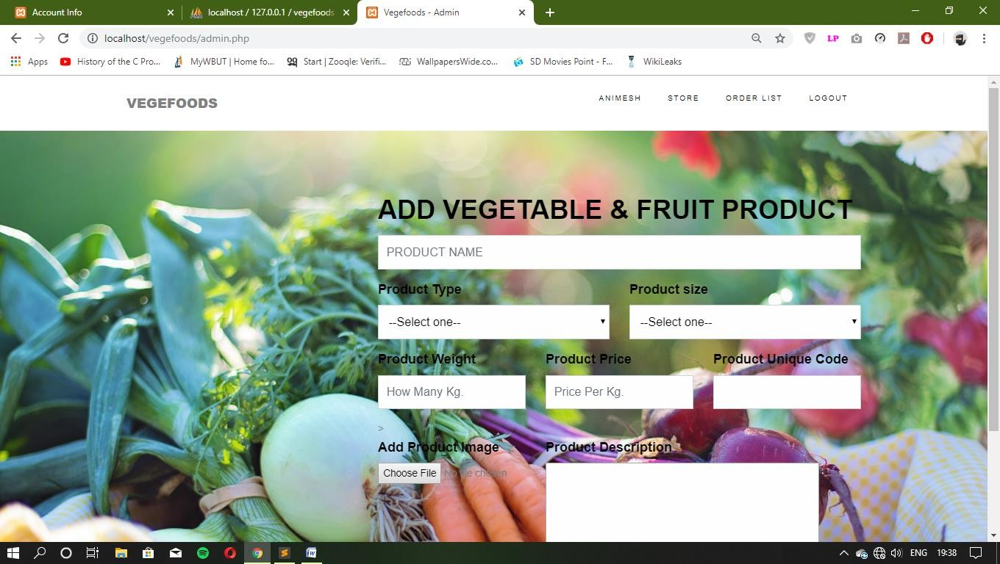 Account Info
localhost / 127.0.0.1 / vegefoods
Vegefoods - Admin
localhost/vegefoods/admin.php
LP
Apps
History of the C Pro...
MyWBUT | Home fo...
Start | Zooqle: Verifi...
WallpapersWide.co...
SD Movies Point - F...
WikiLeaks
VEGEFOODS
ANIMESH STORE ORDER LIST LOGOUT
ADD VEGETABLE & FRUIT PRODUCT
PRODUCT NAME
Product Type Product size
--Select one-- --Select one--
Product Weight Product Price Product Unique Code
How Many Kg. Price Per Kg.
>
Add Product Image Product Description
Choose File No file chosen
ENG 19:38